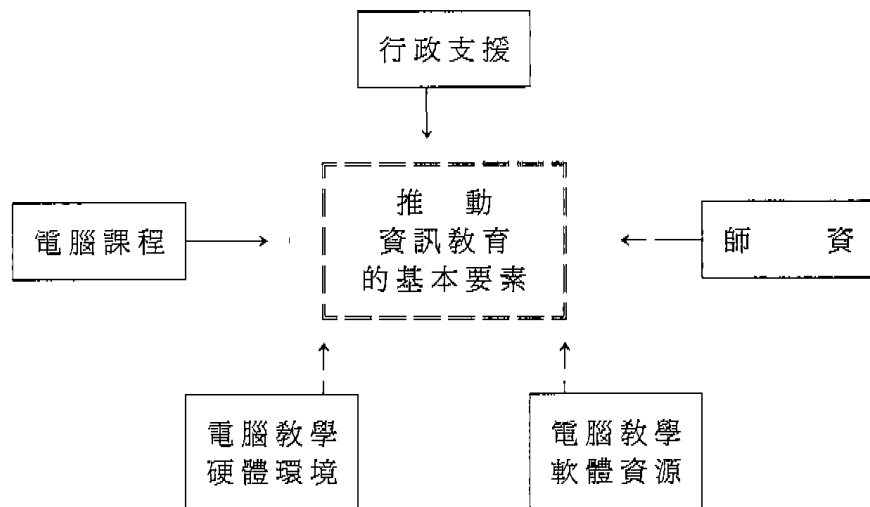 行政支援
推動
資訊教育
的基本要素
電腦課程
師資
電腦教學
硬體環境
電腦教學
軟體資源